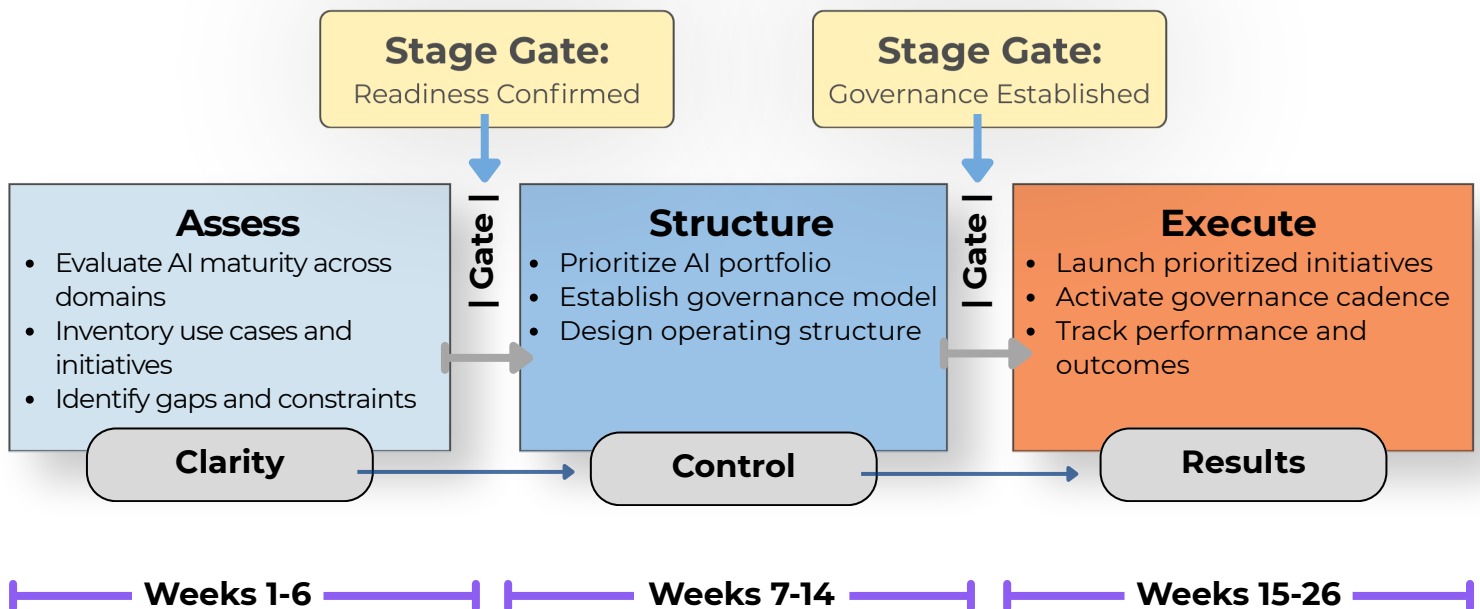 Stage Gate:
Readiness Confirmed
Stage Gate:
Governance Established
Assess
• Evaluate AI maturity across
domains
• Inventory use cases and
initiatives
• Identify gaps and constraints
Clarity
| Gate |
Structure
• Prioritize AI portfolio
• Establish governance model
• Design operating structure
Control
| Gate |
Execute
• Launch prioritized initiatives
• Activate governance cadence
• Track performance and
outcomes
Results
Weeks 1-6
Weeks 7-14
Weeks 15-26